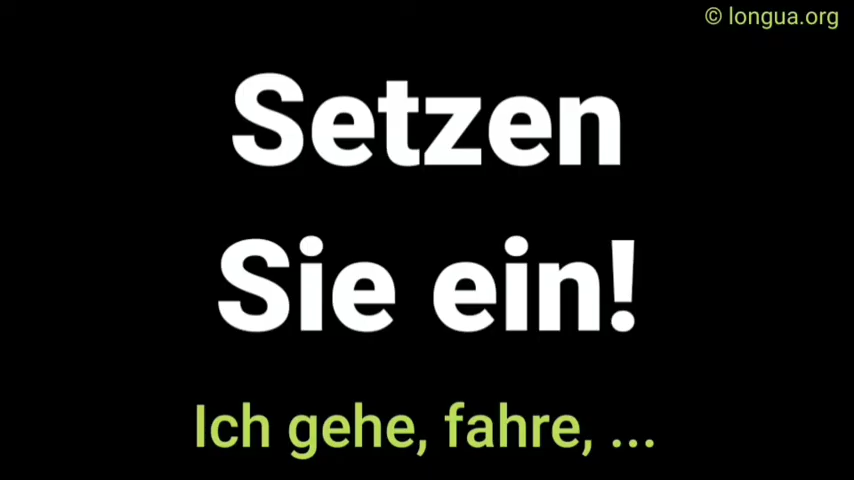 © longua.org
Setzen
Sie ein!
Ich gehe, fahre, ...